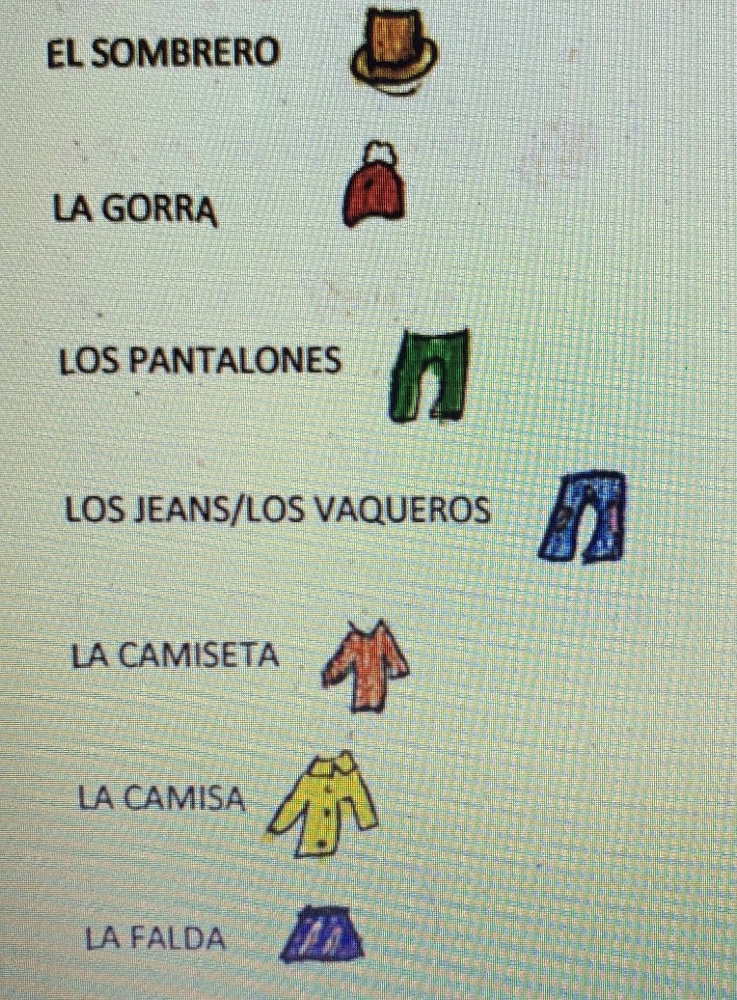 EL SOMBRERO
LA GORRA
LOS PANTALONES
LOS JEANS/LOS VAQUEROS
LA CAMISETA
LA CAMISA
LA FALDA